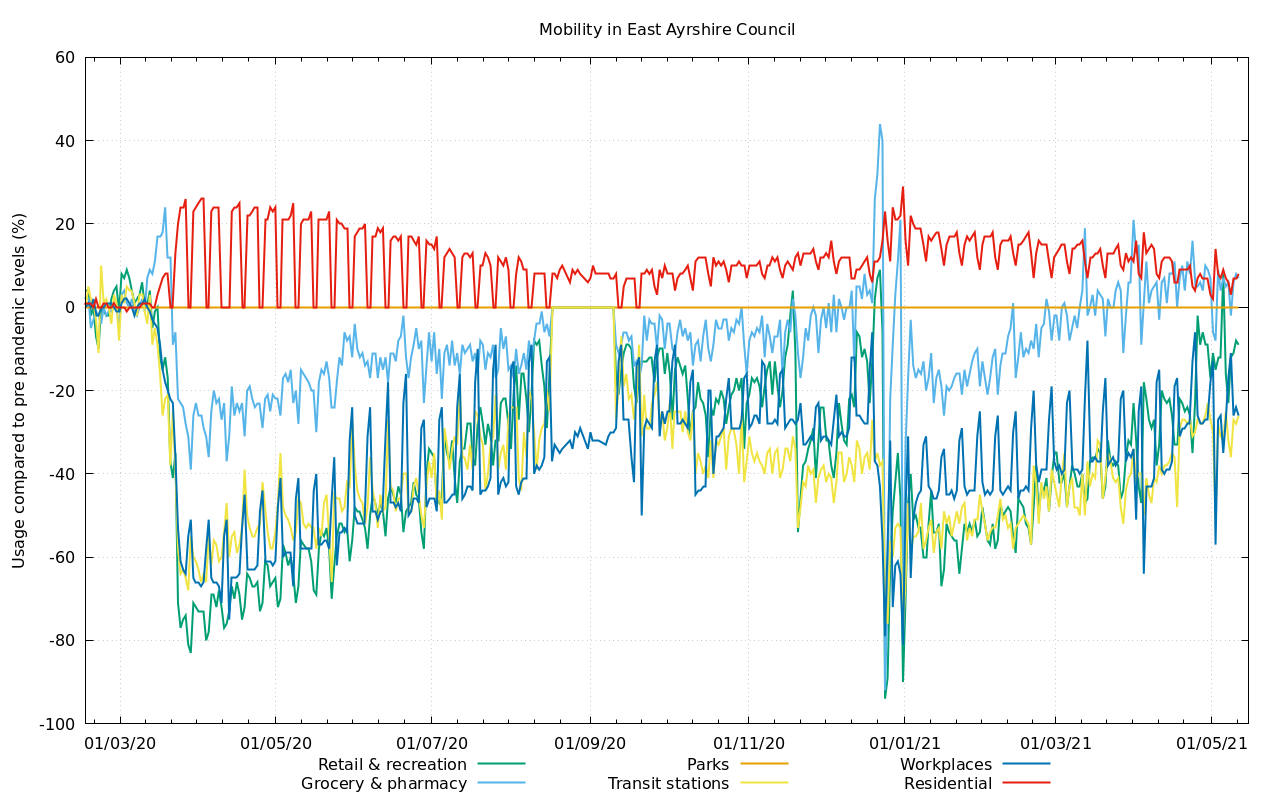 Mobility in East Ayrshire Council
Usage compared to pre pandemic levels (%)
60
40
20
0
-20
-40
-60
-80
-100
01/03/20 01/05/20 01/07/20 01/09/20 01/11/20 01/01/21 01/03/21 01/05/21
Retail & recreation Parks Workplaces
Grocery & pharmacy Transit stations Residential